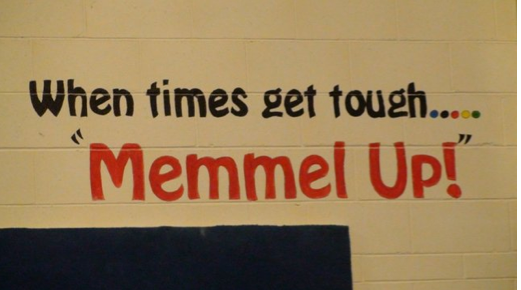 When times get tough.....
"Memmel Up!"